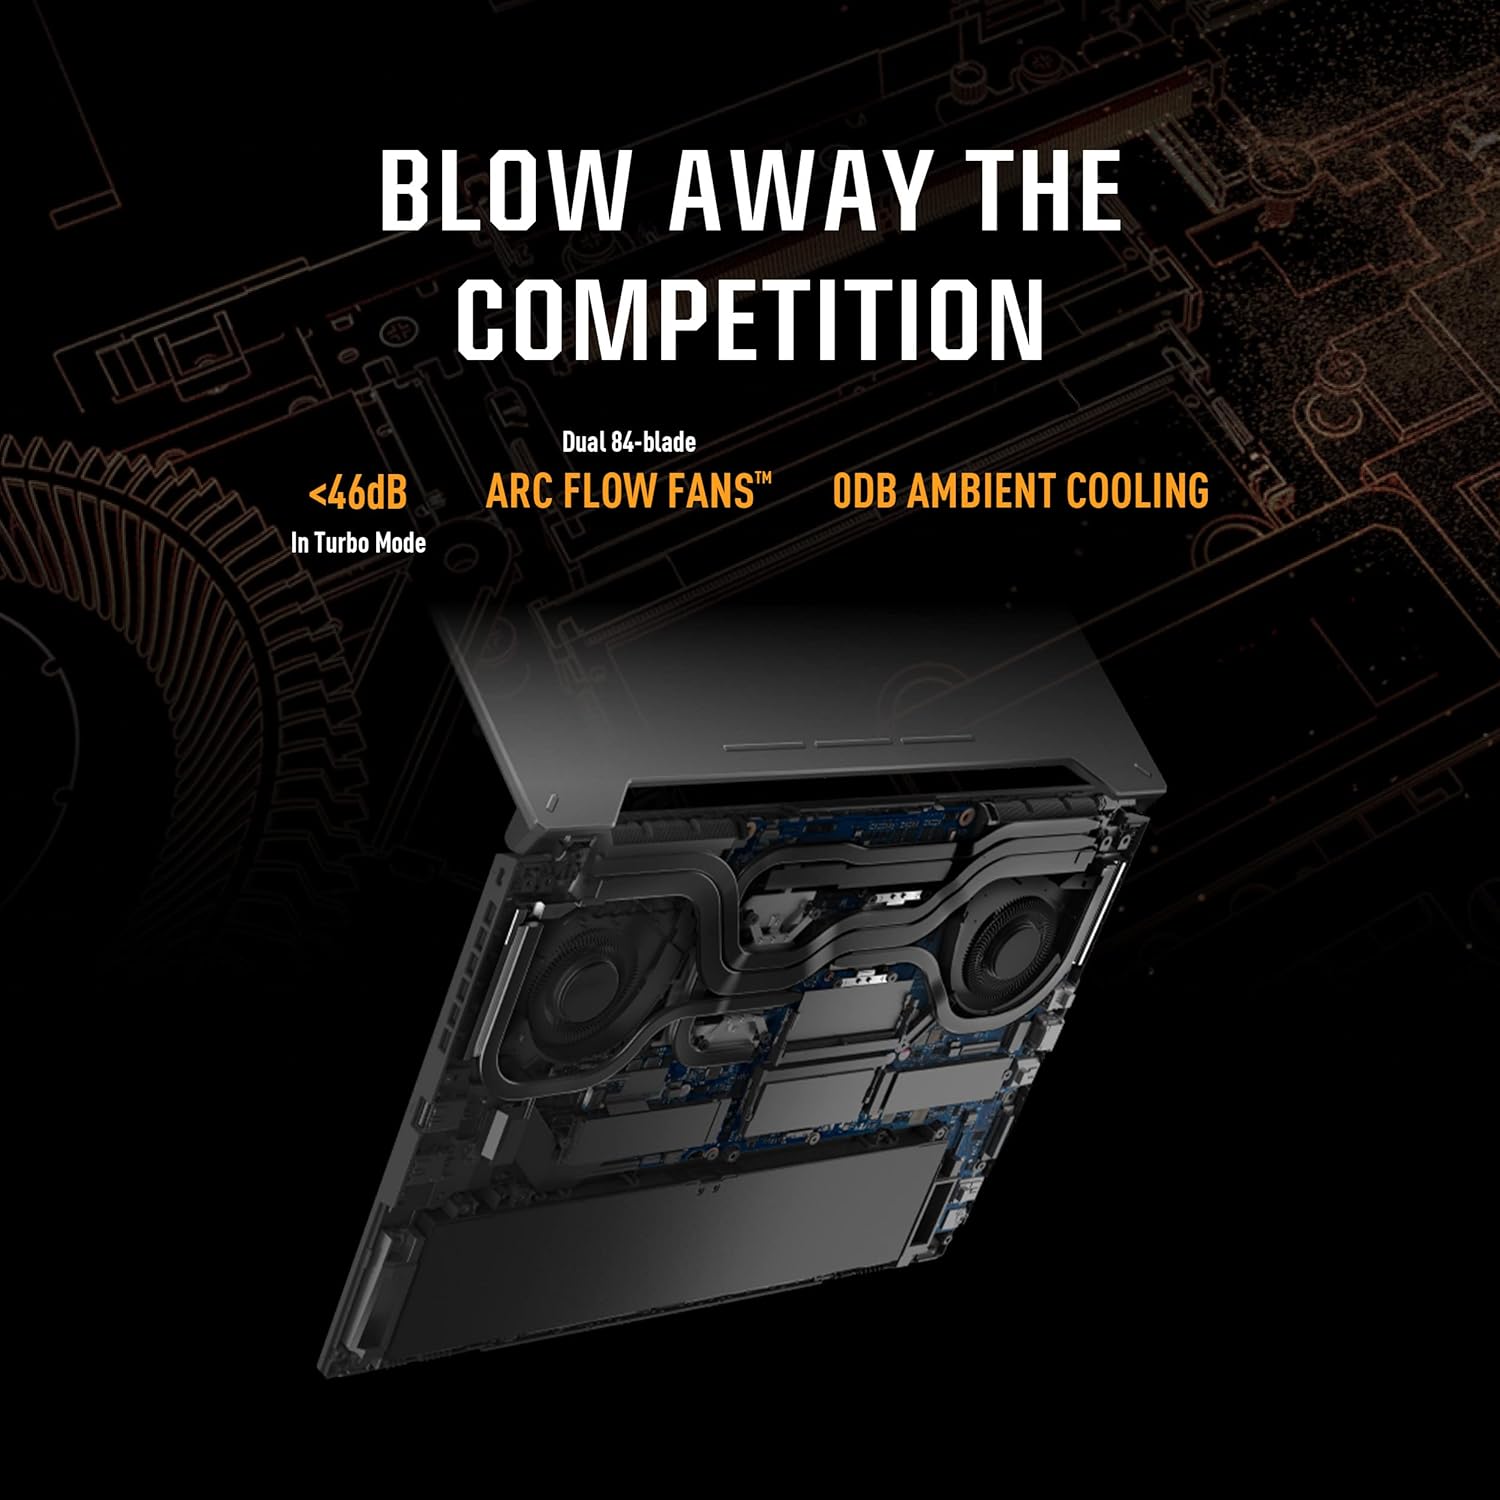 BLOW AWAY THE
COMPETITION
<46dB
In Turbo Mode
Dual 84-blade
ARC FLOW FANS™
0DB AMBIENT COOLING